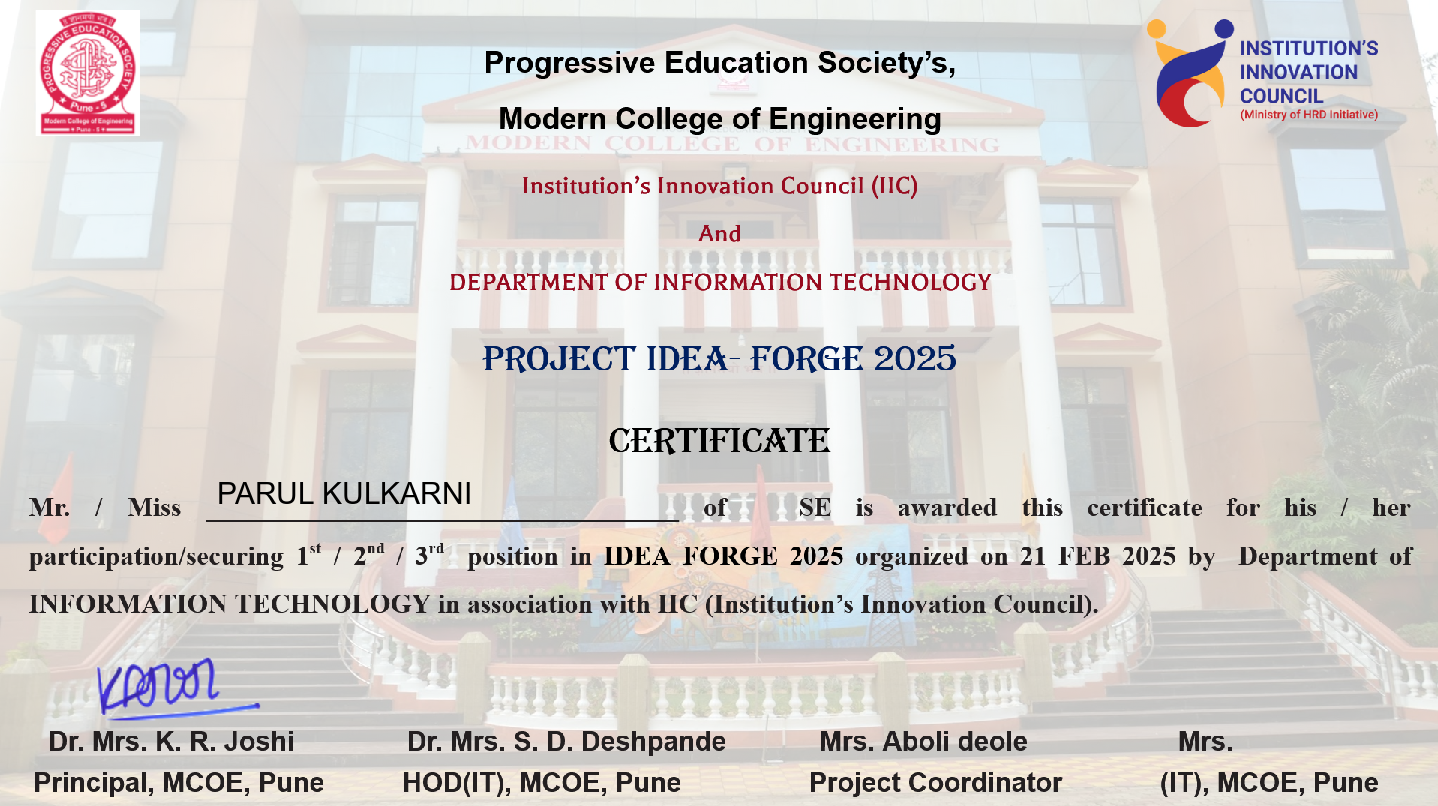 ज्ञानमयो भव
PROGRESSIVE EDUCATION SOCIETY
Pune - 5
Modern College of Engineering
Pune - 5
INSTITUTION'S
INNOVATION
COUNCIL
(Ministry of HRD Initiative)
Progressive Education Society's,
Modern College of Engineering
MODERN COLLEGE OF ENGINEERING
Institution's Innovation Council (IIC)
And
DEPARTMENT OF INFORMATION TECHNOLOGY
PROJECT IDEA- FORGE 2025
CERTIFICATE
Mr. / Miss PARUL KULKARNI of SE is awarded this certificate for his / her
participation/securing 1st / 2nd / 3rd position in IDEA FORGE 2025 organized on 21 FEB 2025 by Department of
INFORMATION TECHNOLOGY in association with IIC (Institution's Innovation Council).
Dr. Mrs. K. R. Joshi Dr. Mrs. S. D. Deshpande Mrs. Aboli deole Mrs.
Principal, MCOE, Pune HOD(IT), MCOE, Pune Project Coordinator (IT), MCOE, Pune